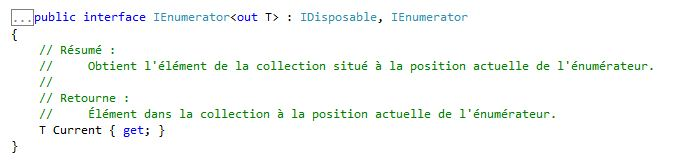 ...public interface IEnumerator<out T> : IDisposable, IEnumerator
{
    // Résumé :
    //     Obtient l'élément de la collection situé à la position actuelle de l'énumérateur.
    //
    // Retourne :
    //     Élément dans la collection à la position actuelle de l'énumérateur.
    T Current { get; }
}